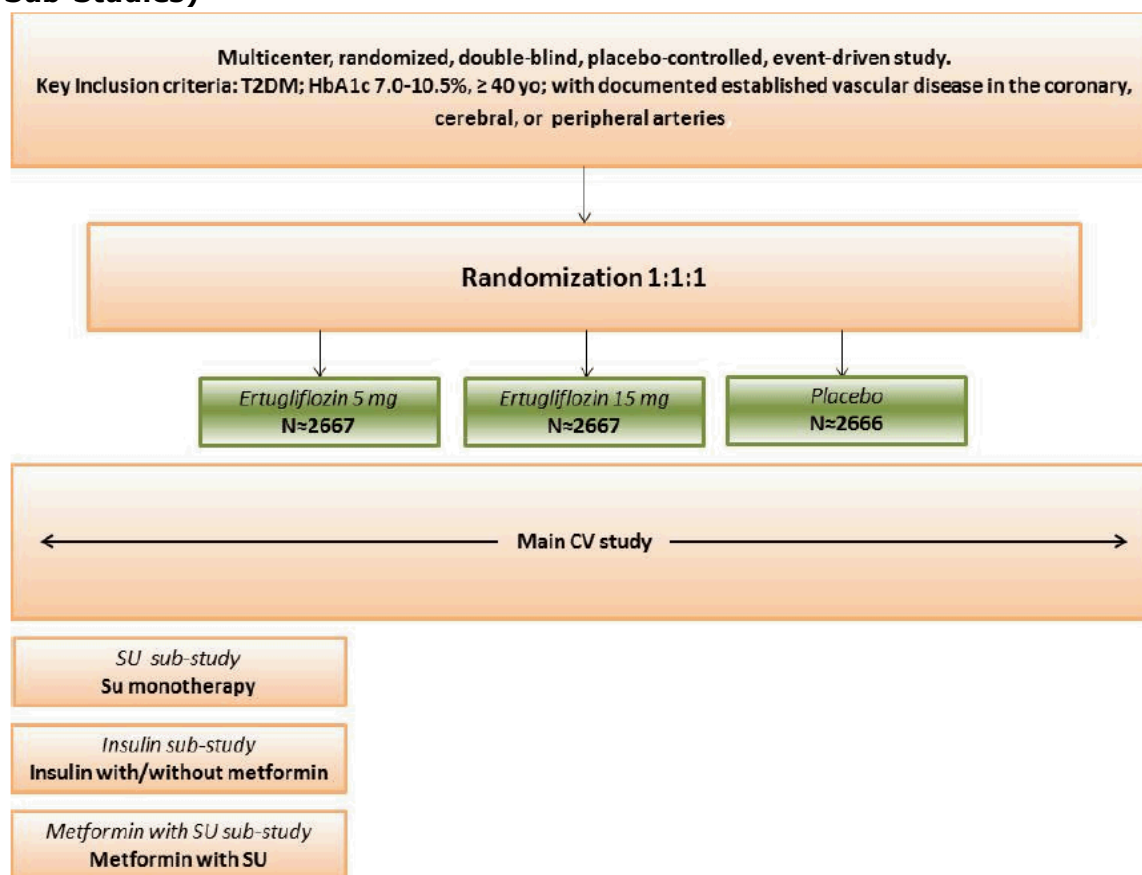 Sub-Studies)
Multicenter, randomized, double-blind, placebo-controlled, event-driven study.
Key Inclusion criteria: T2DM; HbA1c 7.0-10.5%, ≥ 40 yo; with documented established vascular disease in the coronary,
cerebral, or peripheral arteries
Randomization 1:1:1
Ertugliflozin 5 mg
N≈2667
Ertugliflozin 15 mg
N≈2667
Placebo
N≈2666
Main CV study
SU sub-study
Su monotherapy
Insulin sub-study
Insulin with/without metformin
Metformin with SU sub-study
Metformin with SU